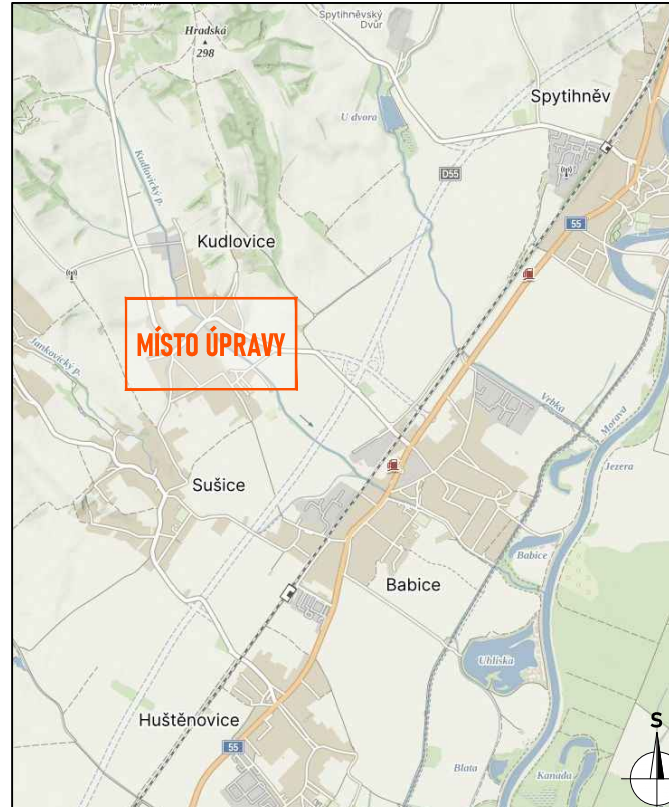 Hradská
298
Spytihněvský
Dvůr
U dvora
Spytihněv
D55
55
Kudlovický p.
Kudlovice
MÍSTO ÚPRAVY
Jankovický p.
Vrbka
Morava
Jezera
Sušice
Babice
Babice
Uhliska
Huštěnovice
55
Blata
Kanada
S